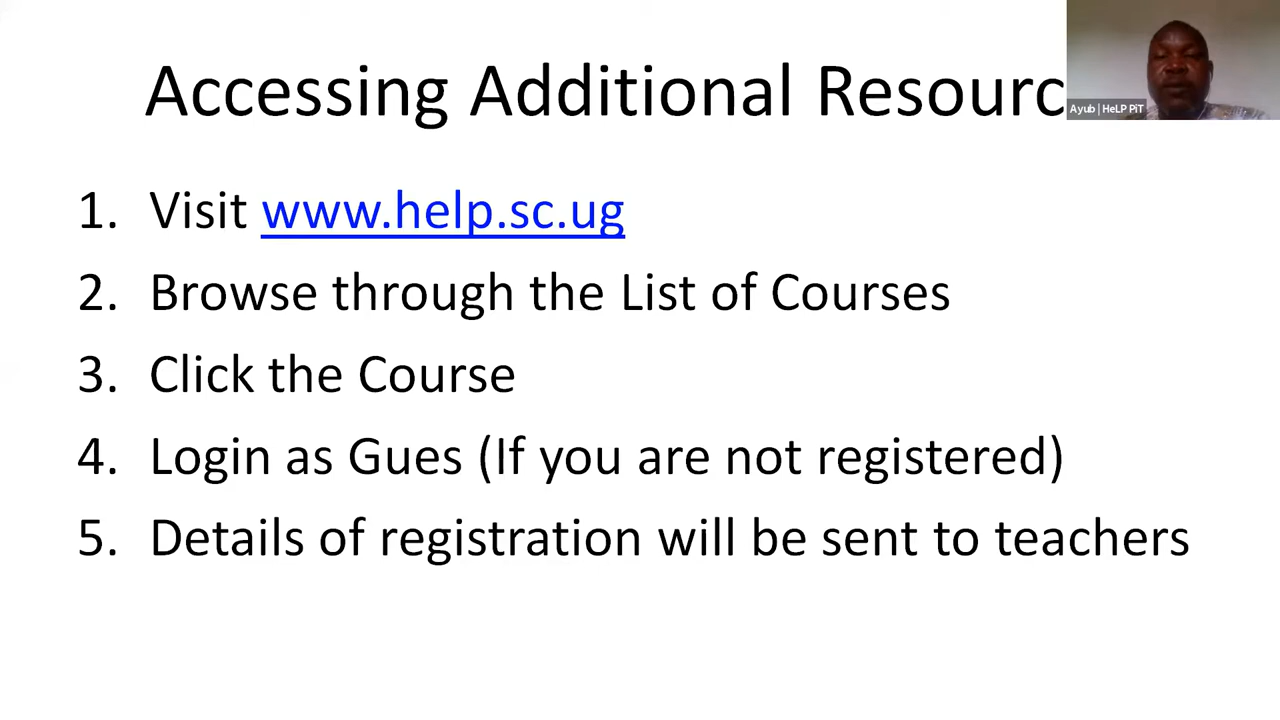 Accessing Additional Resourc
Ayub | HeLP PiT
1. Visit www.help.sc.ug
2. Browse through the List of Courses
3. Click the Course
4. Login as Gues (If you are not registered)
5. Details of registration will be sent to teachers